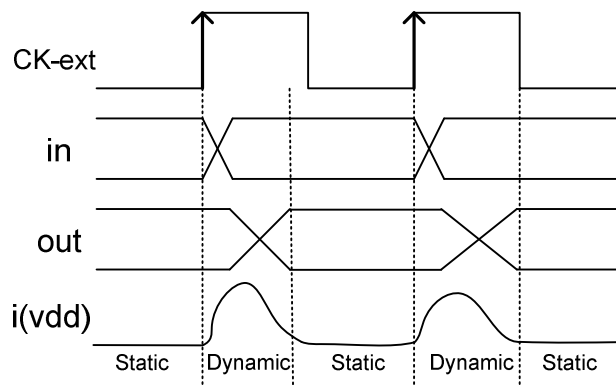 CK-ext
in
out
i(vdd)
Static Dynamic Static Dynamic Static